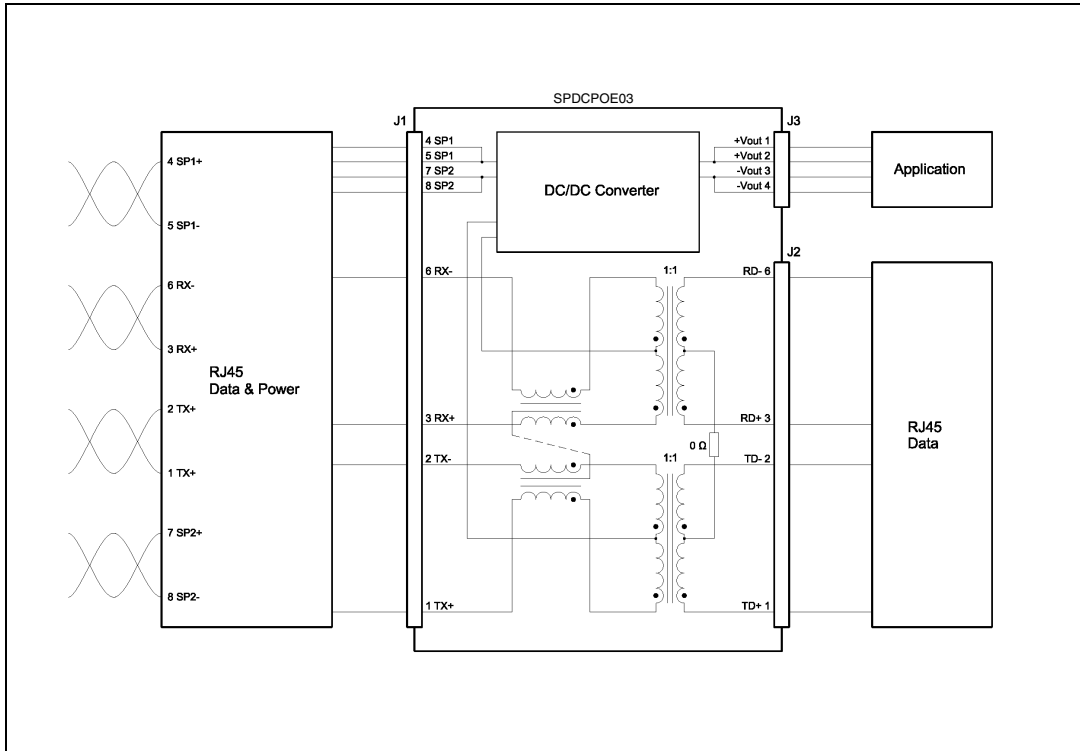 SPDCPOE03
J1
J3
4 SP1+
5 SP1-
6 RX-
3 RX+
RJ45
Data & Power
2 TX+
1 TX+
7 SP2+
8 SP2-
4 SP1
5 SP1
7 SP2
8 SP2
DC/DC Converter
+Vout 1
+Vout 2
-Vout 3
-Vout 4
Application
J2
6 RX-
1:1
RD- 6
3 RX+
RD+ 3
0 Ω
2 TX-
1:1
TD- 2
1 TX+
TD+ 1
RJ45
Data